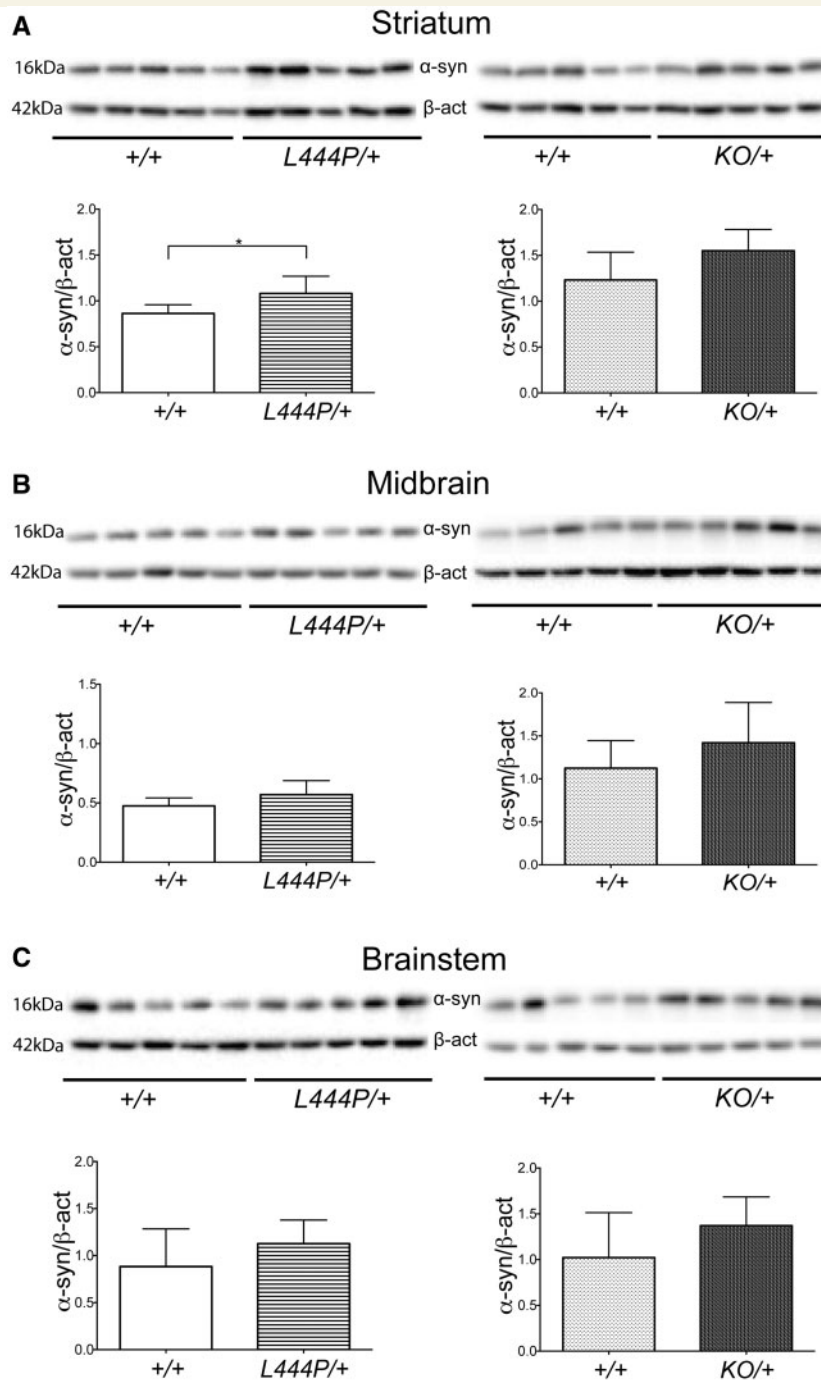 A
Striatum
16kDa α-syn
42kDa β-act
+/+ L444P/+ +/+ KO/+
2.0 2.0
* 
1.5 1.5
1.0 1.0
0.5 0.5
0.0 0.0
α-syn/β-act α-syn/β-act
+/+ L444P/+ +/+ KO/+
B
Midbrain
16kDa α-syn
42kDa β-act
+/+ L444P/+ +/+ KO/+
1.5 2.0
1.0 1.5
0.5 1.0
0.0 0.5
0.0
α-syn/β-act α-syn/β-act
+/+ L444P/+ +/+ KO/+
C
Brainstem
16kDa α-syn
42kDa β-act
+/+ L444P/+ +/+ KO/+
2.0 2.0
1.5 1.5
1.0 1.0
0.5 0.5
0.0 0.0
α-syn/β-act α-syn/β-act
+/+ L444P/+ +/+ KO/+